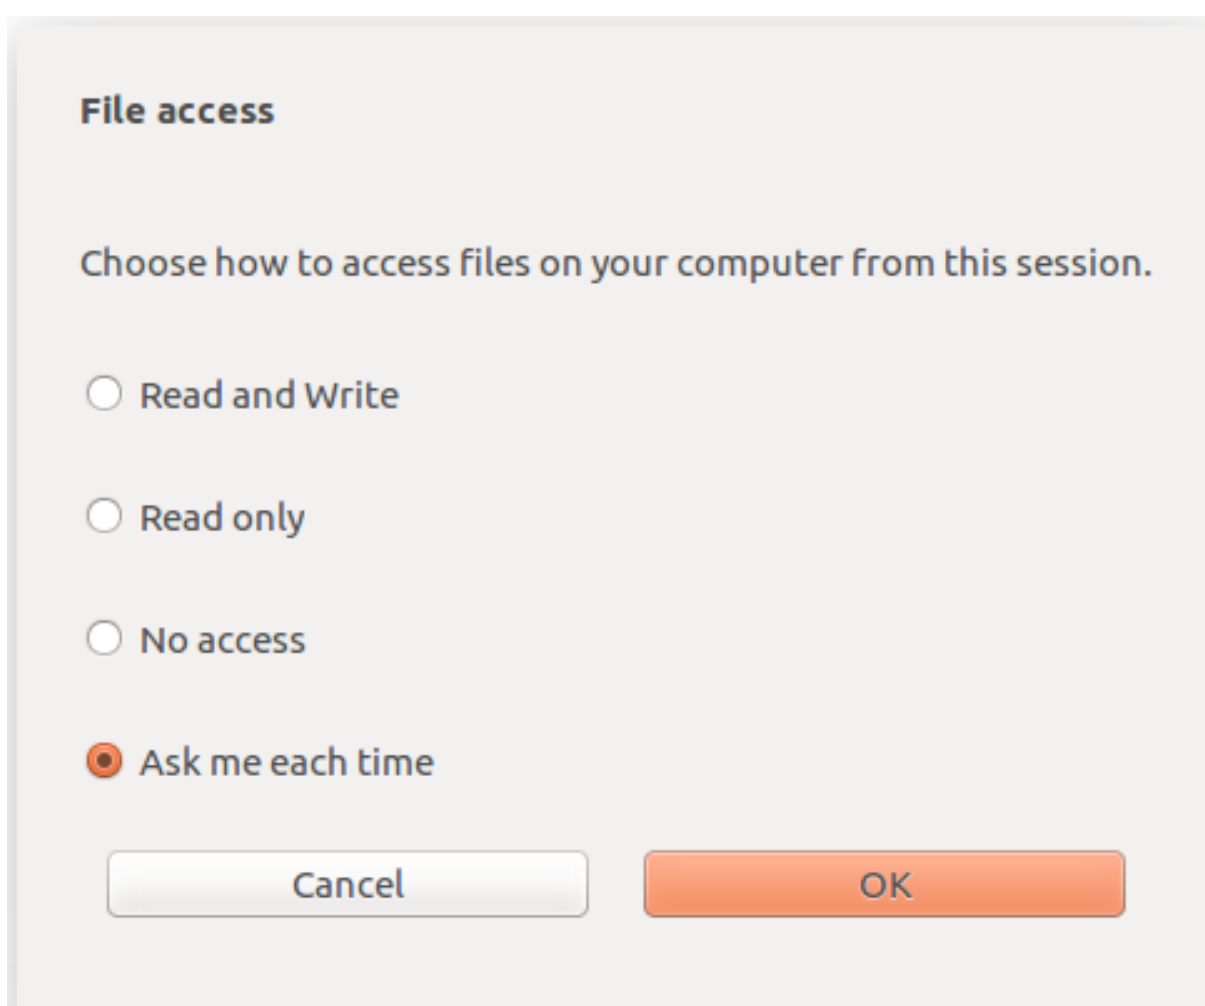 File access
Choose how to access files on your computer from this session.
Read and Write
Read only
No access
Ask me each time
Cancel
OK